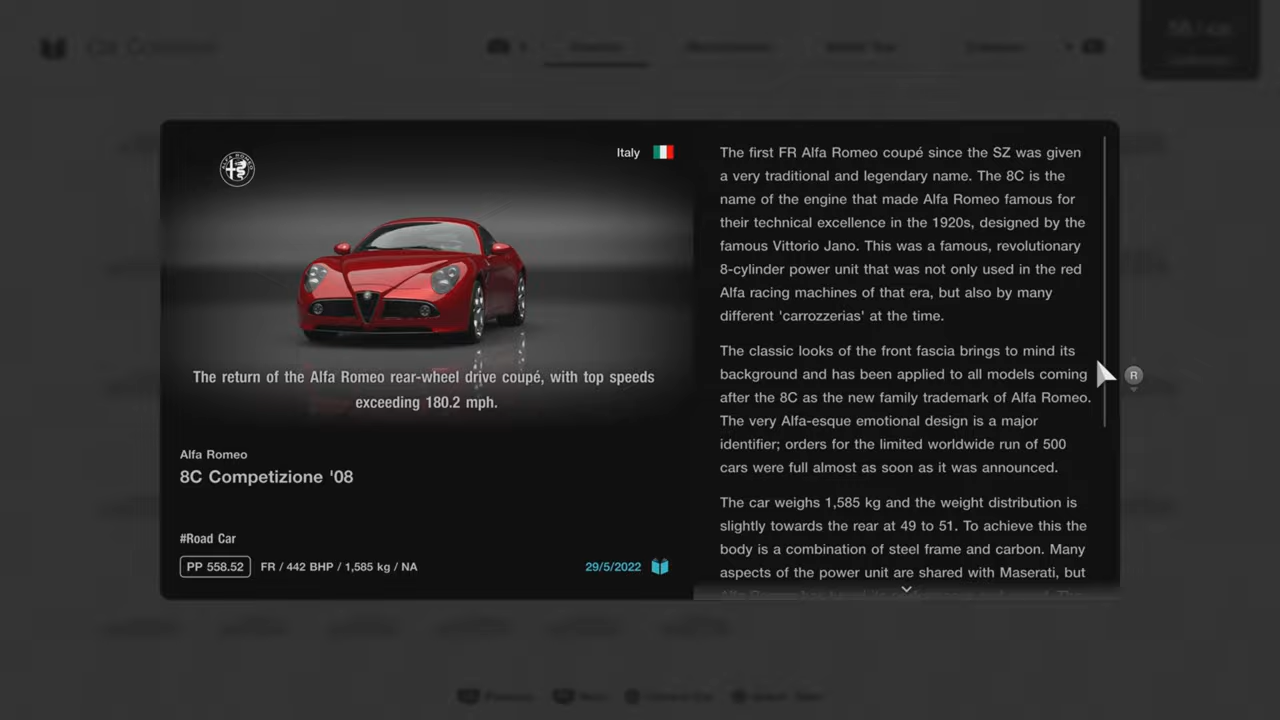 Italy
The return of the Alfa Romeo rear-wheel drive coupé, with top speeds
exceeding 180.2 mph.
Alfa Romeo
8C Competizione '08
#Road Car
PP 558.52 FR / 442 BHP / 1,585 kg / NA
29/5/2022
The first FR Alfa Romeo coupé since the SZ was given
a very traditional and legendary name. The 8C is the
name of the engine that made Alfa Romeo famous for
their technical excellence in the 1920s, designed by the
famous Vittorio Jano. This was a famous, revolutionary
8-cylinder power unit that was not only used in the red
Alfa racing machines of that era, but also by many
different 'carrozzerias' at the time.
The classic looks of the front fascia brings to mind its
background and has been applied to all models coming
after the 8C as the new family trademark of Alfa Romeo.
The very Alfa-esque emotional design is a major
identifier; orders for the limited worldwide run of 500
cars were full almost as soon as it was announced.
The car weighs 1,585 kg and the weight distribution is
slightly towards the rear at 49 to 51. To achieve this the
body is a combination of steel frame and carbon. Many
aspects of the power unit are shared with Maserati, but
R